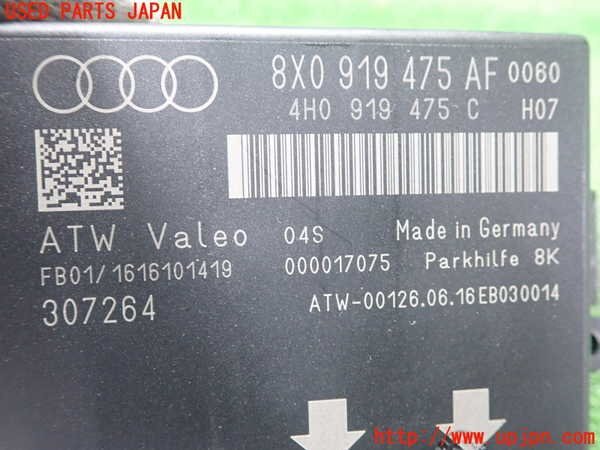 USED PARTS JAPAN
8X0 919 475 AF 0060
4H0 919 475 C H07
ATW Valeo 04S Made in Germany
FB01/1616101419 000017075 Parkhilfe 8K
307264 ATW-00126.06.16EB030014
http://www.upjpn.com/